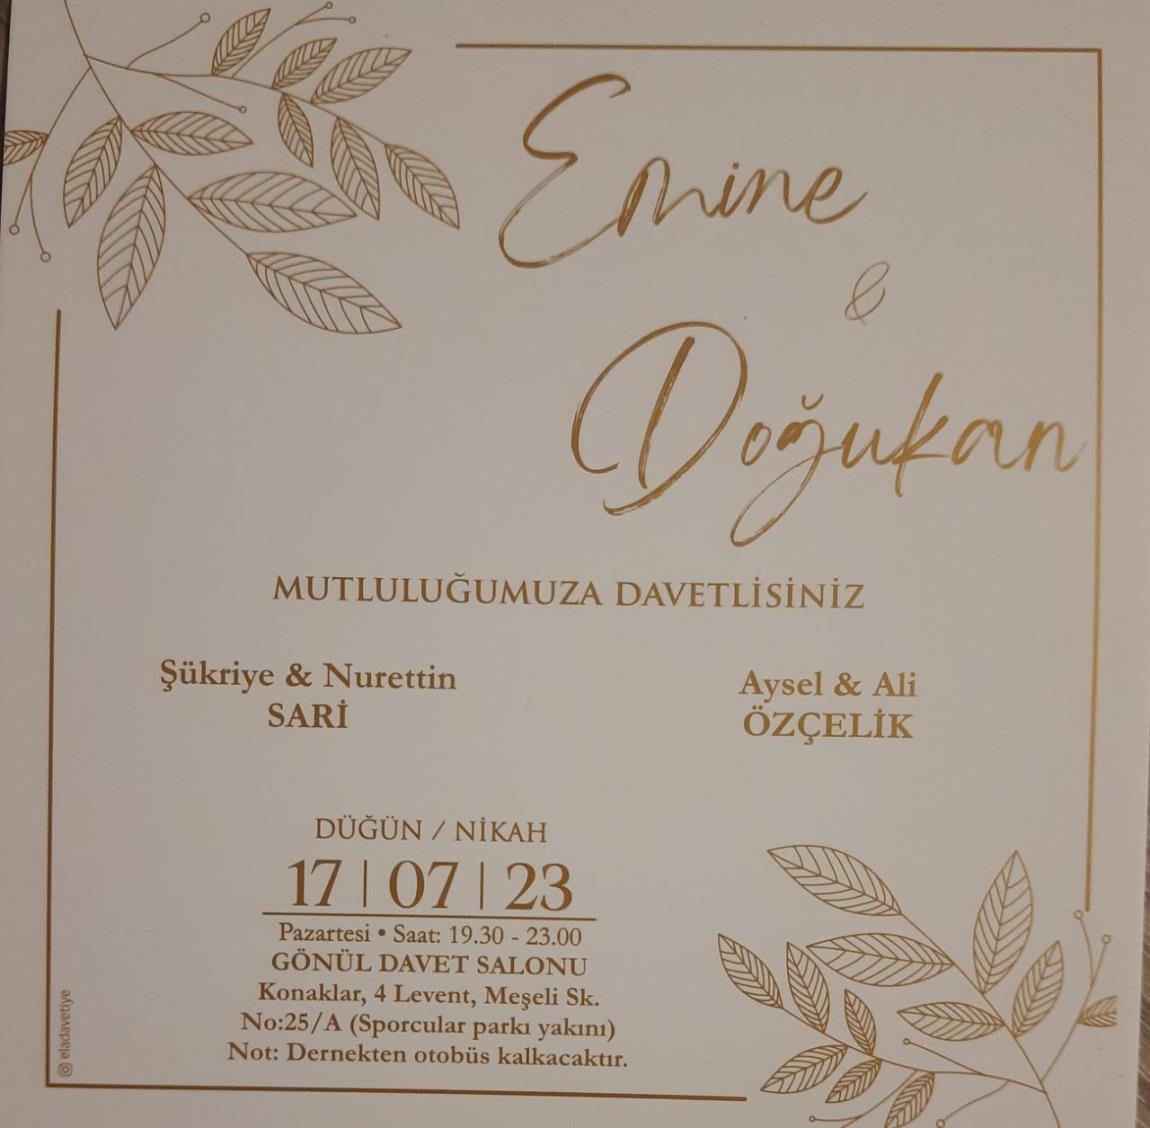 Emine
&
Doğukan
MUTLULUĞUMUZA DAVETLİSİNİZ
Şükriye & Nurettin
SARİ
Aysel & Ali
ÖZÇELİK
DÜĞÜN / NİKAH
17 | 07 | 23
Pazartesi • Saat: 19.30 - 23.00
GÖNÜL DAVET SALONU
Konaklar, 4 Levent, Meşeli Sk.
No:25/A (Sporcular parkı yakını)
Not: Dernekten otobüs kalkacaktır.
eladavetiye